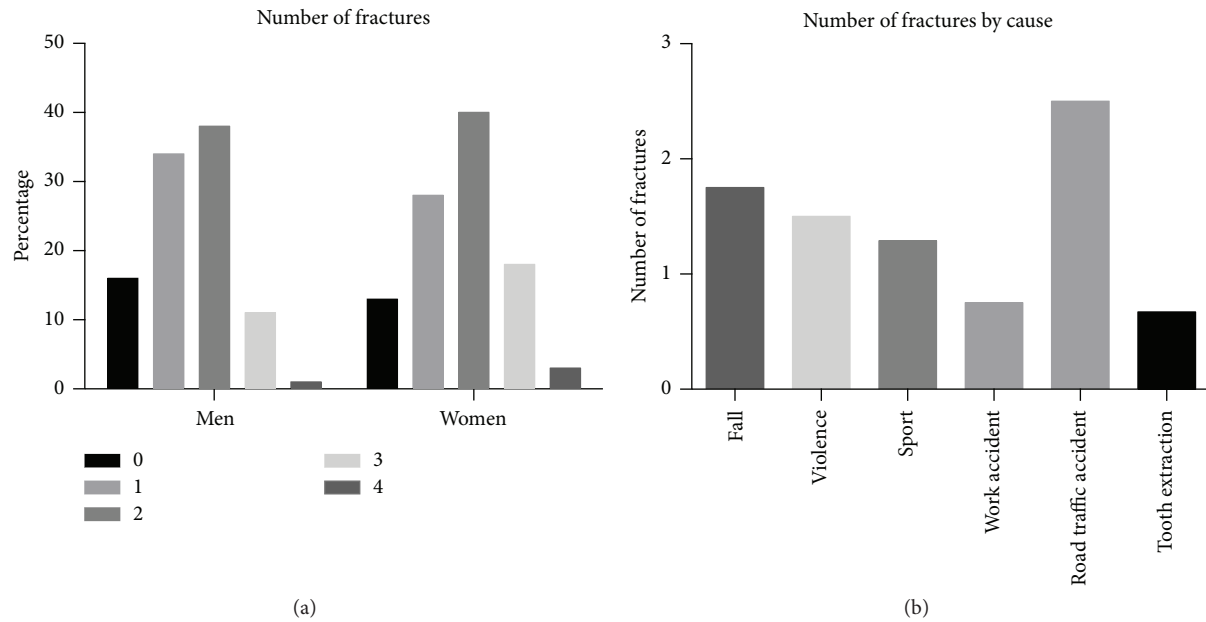 Number of fractures
Percentage
50
40
30
20
10
0
Men
Women
0
1
2
3
4
(a)
Number of fractures by cause
Number of fractures
3
2
1
0
Fall
Violence
Sport
Work accident
Road traffic accident
Tooth extraction
(b)